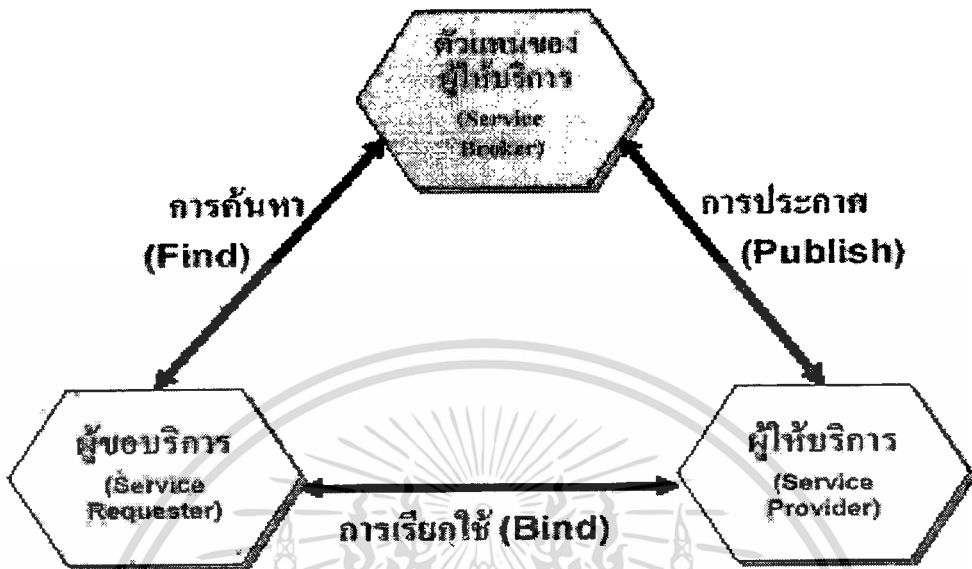 ตัวแทนของ
ผู้ให้บริการ
(Service
Broker)
การค้นหา
(Find)
การประกาศ
(Publish)
ผู้ขอบริการ
(Service
Requester)
ผู้ให้บริการ
(Service
Provider)
การเรียกใช้ (Bind)